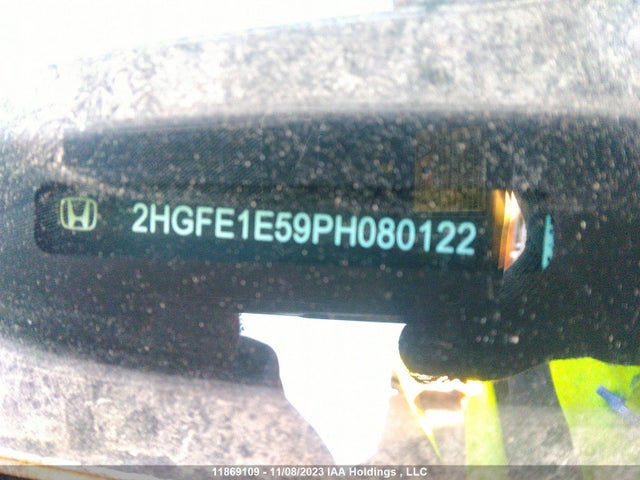 2HGFE1E59PH080122
11869109 - 11/08/2023 IAA Holdings , LLC